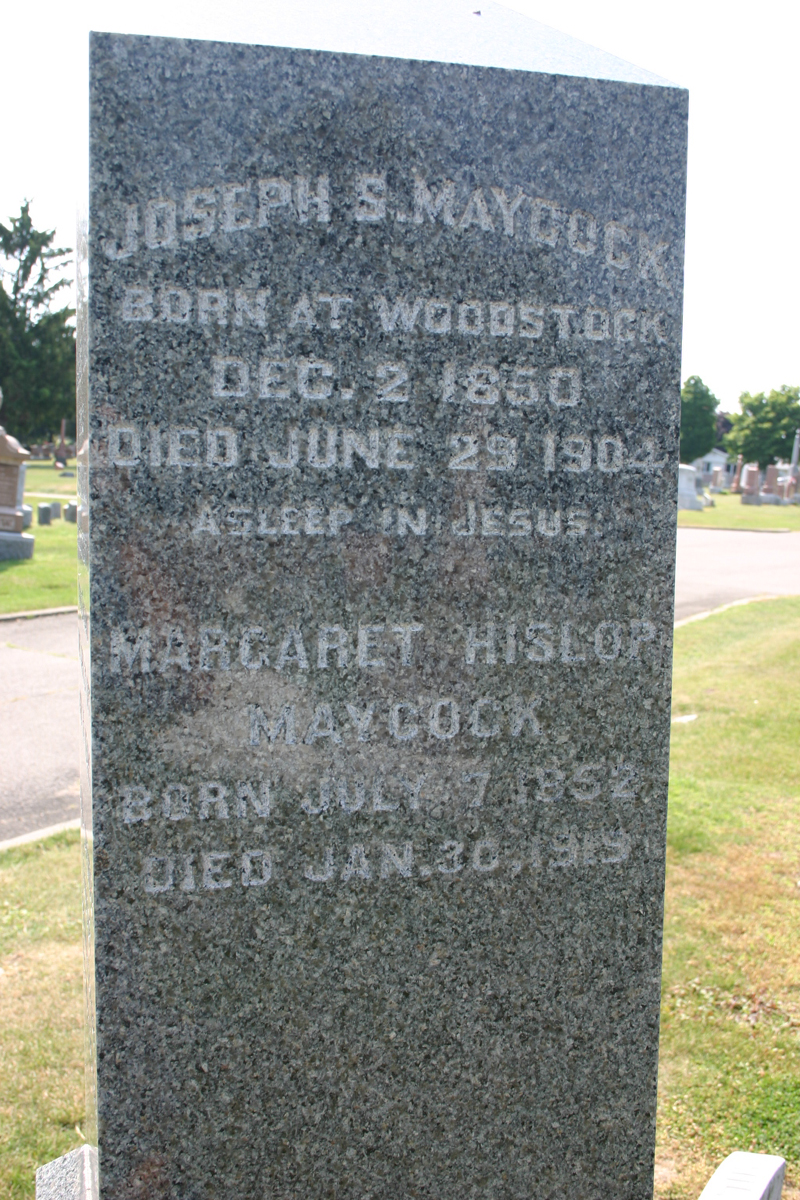 JOSEPH S. MAYCOCK
BORN AT WOODSTOCK
DEC. 2 1850
DIED JUNE 29 1904
ASLEEP IN JESUS.
MARGARET HISLOP
MAYCOCK
BORN JULY 7 1852
DIED JAN. 30, 1919